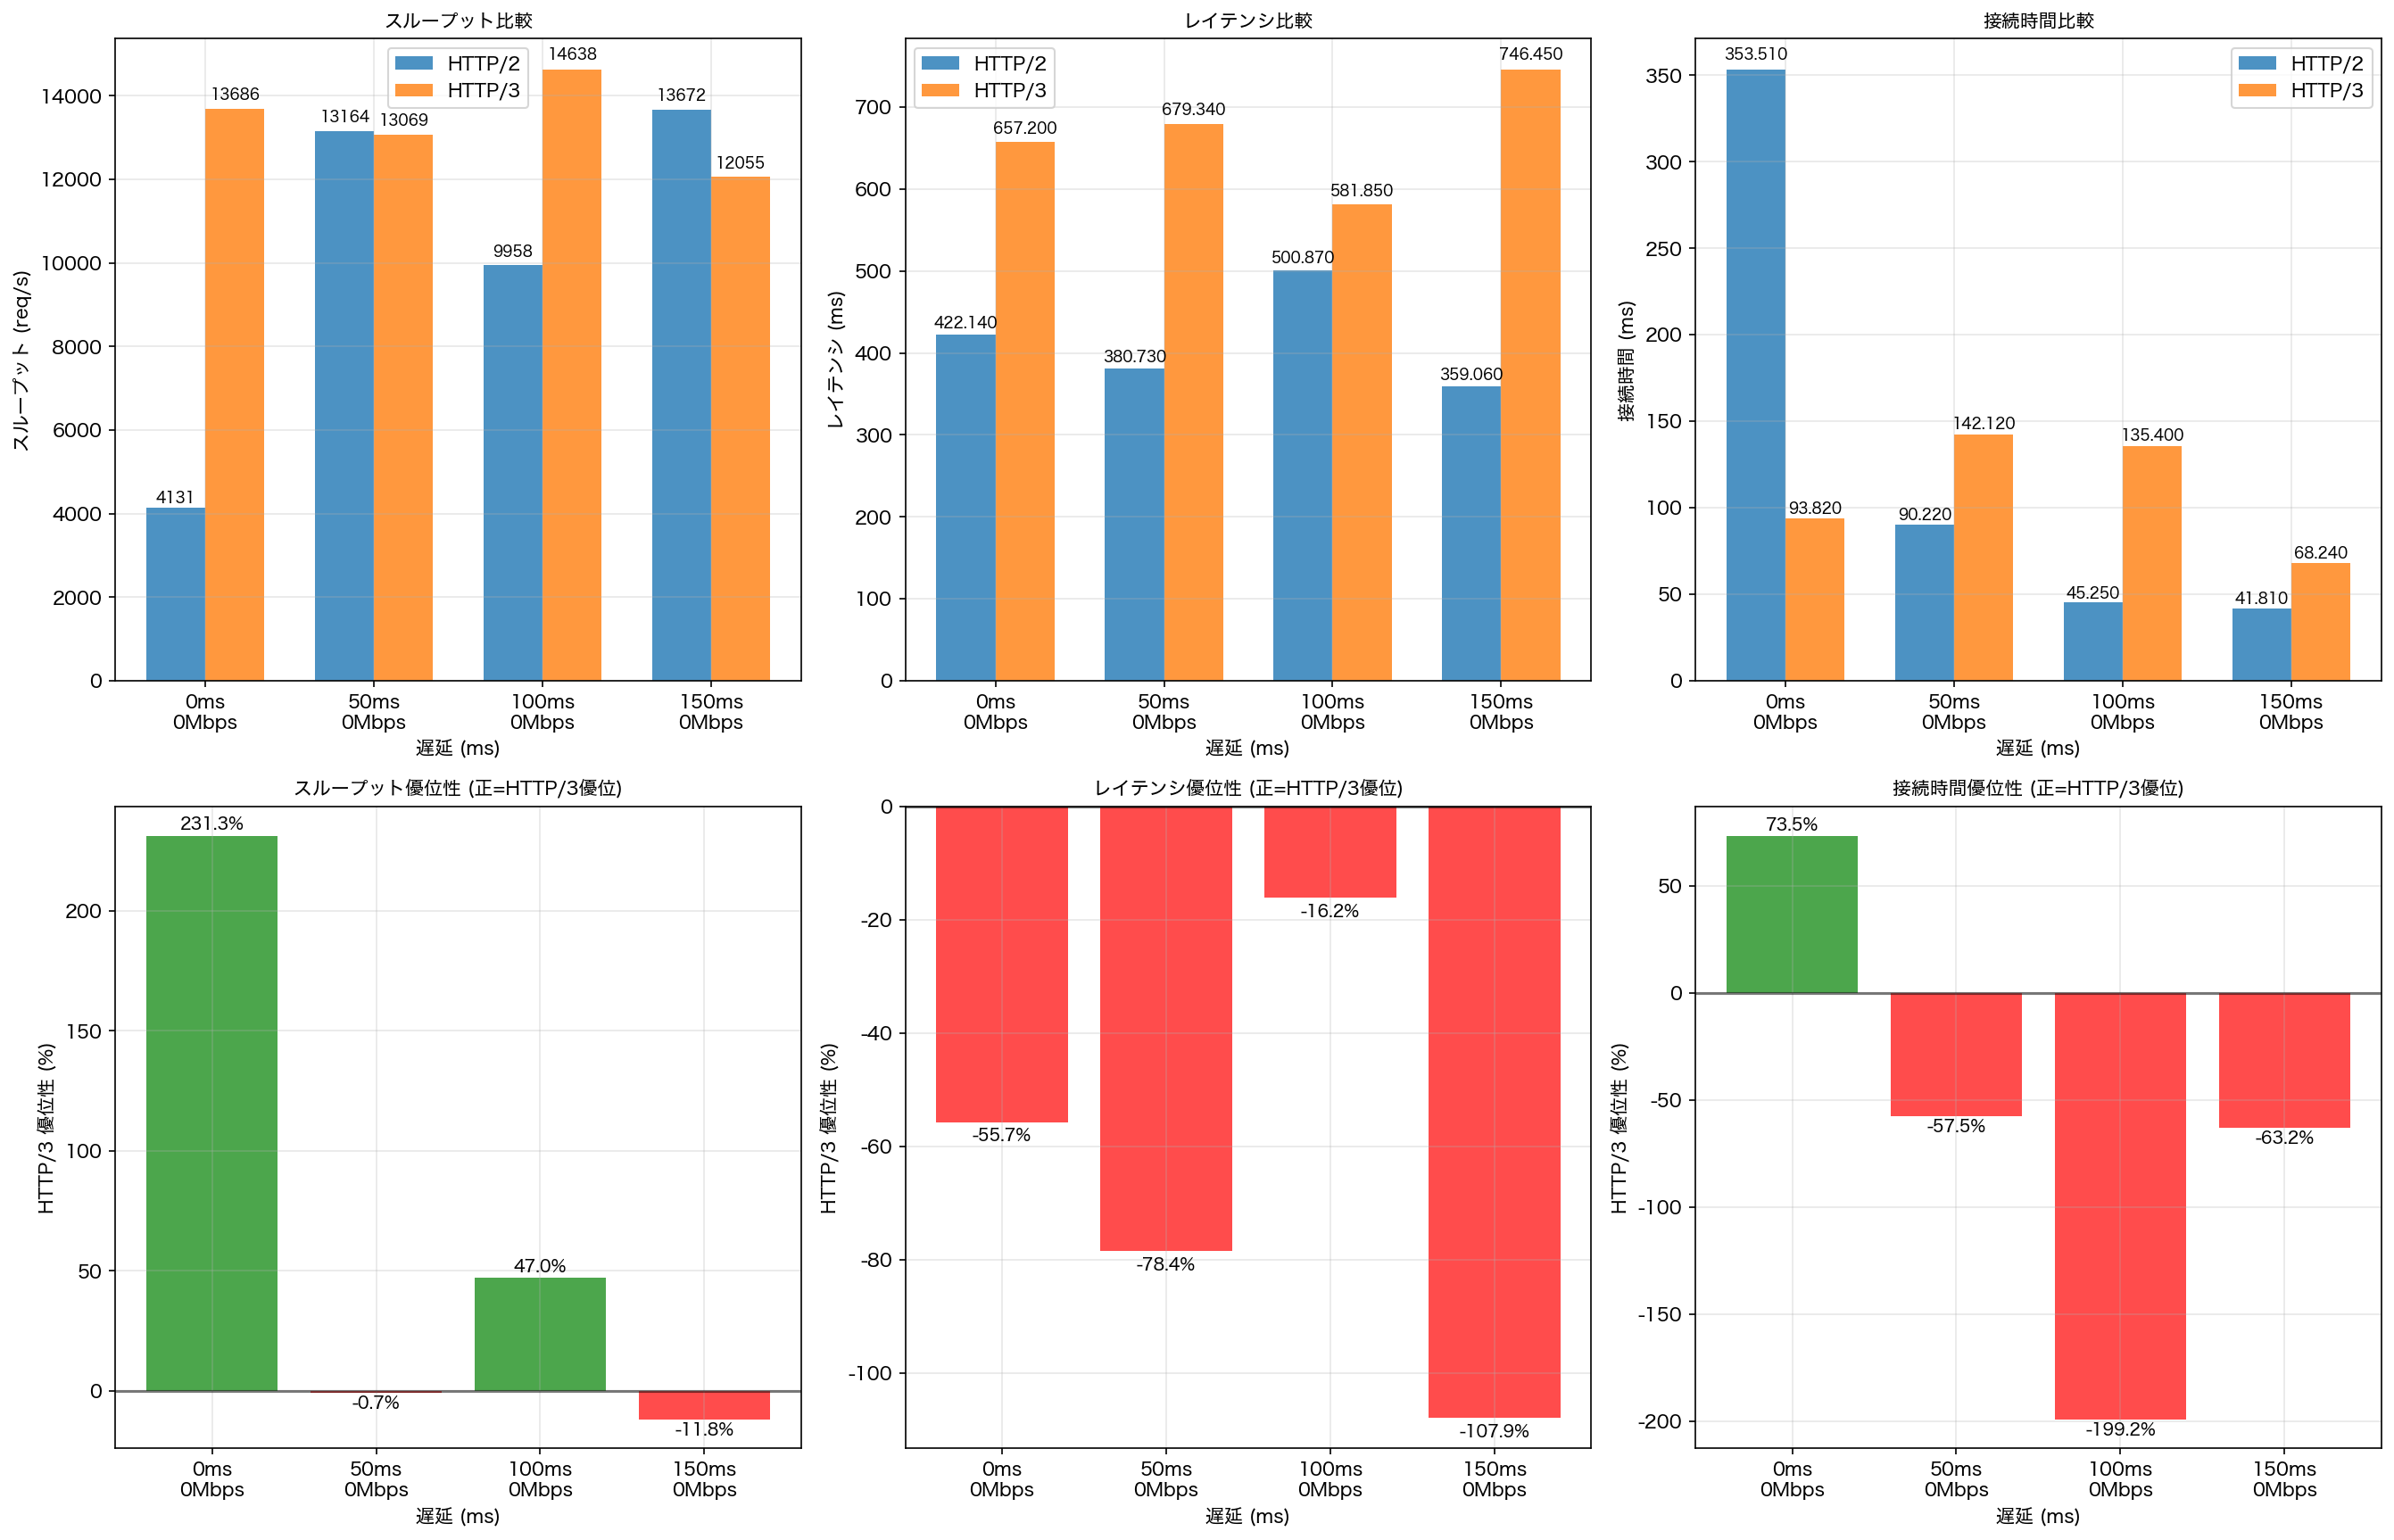 スループット比較
HTTP/2
HTTP/3
スループット (req/s)
14000
12000
10000
8000
6000
4000
2000
0
4131
13686
13164
13069
9958
14638
13672
12055
0ms
0Mbps
50ms
0Mbps
100ms
0Mbps
150ms
0Mbps
遅延 (ms)
レイテンシ比較
HTTP/2
HTTP/3
レイテンシ (ms)
700
600
500
400
300
200
100
0
422.140
657.200
380.730
679.340
500.870
581.850
359.060
746.450
0ms
0Mbps
50ms
0Mbps
100ms
0Mbps
150ms
0Mbps
遅延 (ms)
接続時間比較
HTTP/2
HTTP/3
接続時間 (ms)
350
300
250
200
150
100
50
0
353.510
93.820
90.220
142.120
45.250
135.400
41.810
68.240
0ms
0Mbps
50ms
0Mbps
100ms
0Mbps
150ms
0Mbps
遅延 (ms)
スループット優位性 (正=HTTP/3優位)
HTTP/3 優位性 (%)
200
150
100
50
0
231.3%
-0.7%
47.0%
-11.8%
0ms
0Mbps
50ms
0Mbps
100ms
0Mbps
150ms
0Mbps
遅延 (ms)
レイテンシ優位性 (正=HTTP/3優位)
HTTP/3 優位性 (%)
0
-20
-40
-60
-80
-100
-55.7%
-78.4%
-16.2%
-107.9%
0ms
0Mbps
50ms
0Mbps
100ms
0Mbps
150ms
0Mbps
遅延 (ms)
接続時間優位性 (正=HTTP/3優位)
HTTP/3 優位性 (%)
50
0
-50
-100
-150
-200
73.5%
-57.5%
-199.2%
-63.2%
0ms
0Mbps
50ms
0Mbps
100ms
0Mbps
150ms
0Mbps
遅延 (ms)